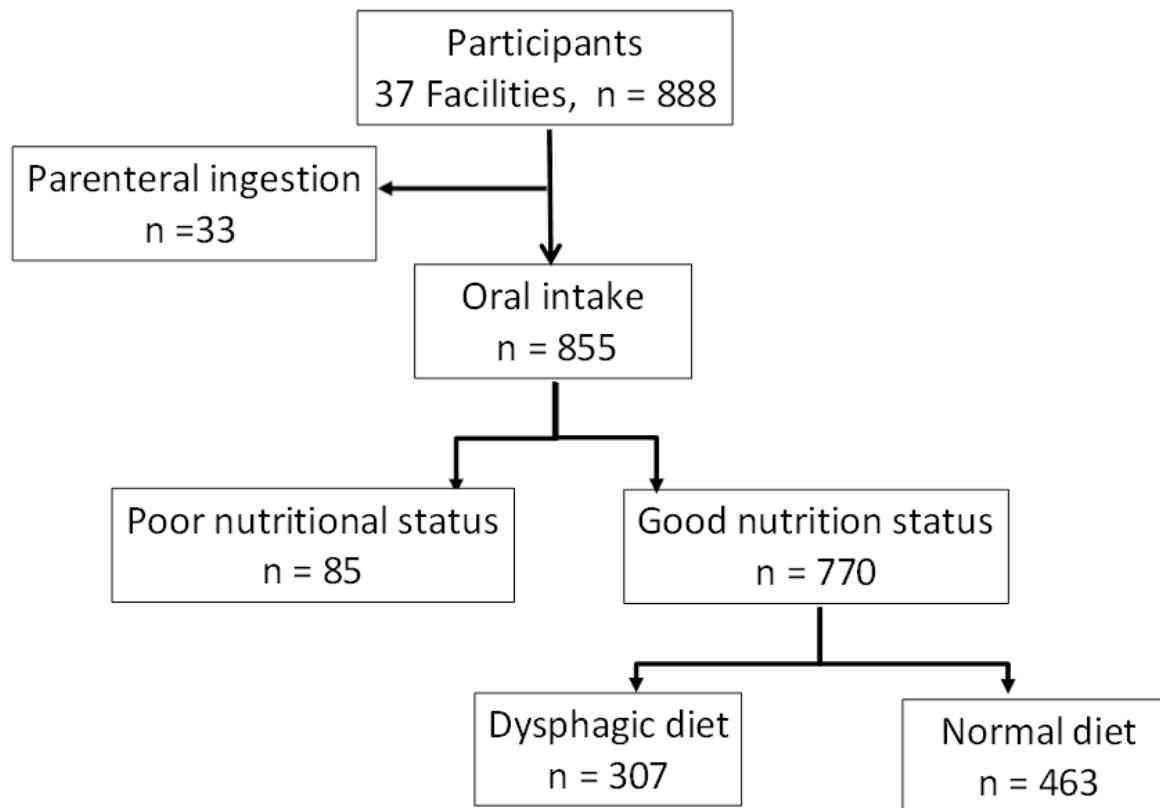 Participants
37 Facilities, n = 888
Parenteral ingestion
n =33
Oral intake
n = 855
Poor nutritional status
n = 85
Good nutrition status
n = 770
Dysphagic diet
n = 307
Normal diet
n = 463